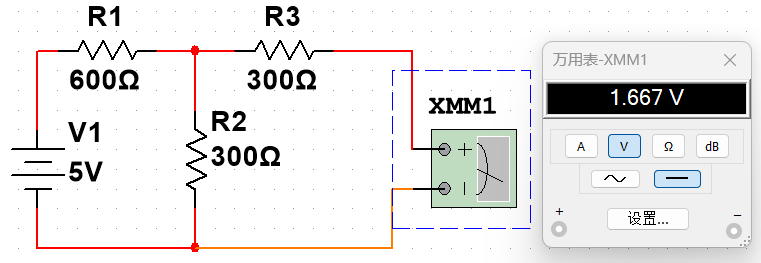 R1
R3
600Ω
300Ω
V1
5V
R2
300Ω
XMM1
+
−
万用表-XMM1
1.667 V
A
V
Ω
dB
+
设置...
−